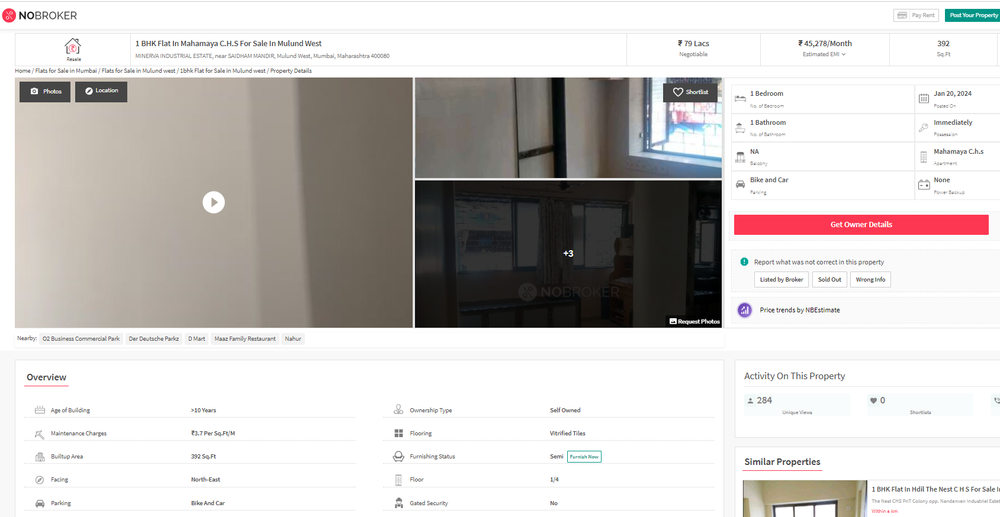 NOBROKER
Pay Rent
Post Your Property
Resale
1 BHK Flat In Mahamaya C.H.S For Sale In Mulund West
MINERVA INDUSTRIAL ESTATE, near SAIDHAM MANDIR, Mulund West, Mumbai, Maharashtra 400080
₹ 79 Lacs
Negotiable
₹ 45,278/Month
Estimated EMI
392
Sq.Ft
Home / Flats for Sale in Mumbai / Flats for Sale in Mulund west / 1bhk Flat for Sale in Mulund west / Property Details
Photos
Location
Shortlist
+3
NOBROKER
Request Photos
1 Bedroom
No. of Bedroom
Jan 20, 2024
Posted On
1 Bathroom
No. of Bathroom
Immediately
Possession
NA
Balcony
Mahamaya C.h.s
Apartment
Bike and Car
Parking
None
Power Backup
Get Owner Details
Report what was not correct in this property
Listed by Broker
Sold Out
Wrong Info
Price trends by NBEstimate
Nearby: O2 Business Commercial Park Der Deutsche Parkz D Mart Maaz Family Restaurant Nahur
Overview
Age of Building >10 Years
Ownership Type Self Owned
Maintenance Charges ₹3.7 Per Sq.Ft/M
Flooring Vitrified Tiles
Builtup Area 392 Sq.Ft
Furnishing Status Semi Furnish Now
Facing North-East
Floor 1/4
Parking Bike And Car
Gated Security No
Activity On This Property
284
Unique Views
0
Shortlists
Similar Properties
1 BHK Flat In Hdil The Nest C H S For Sale
The Nest CHS PnT Colony opp. Nandanvan Industrial Estat
Within a km